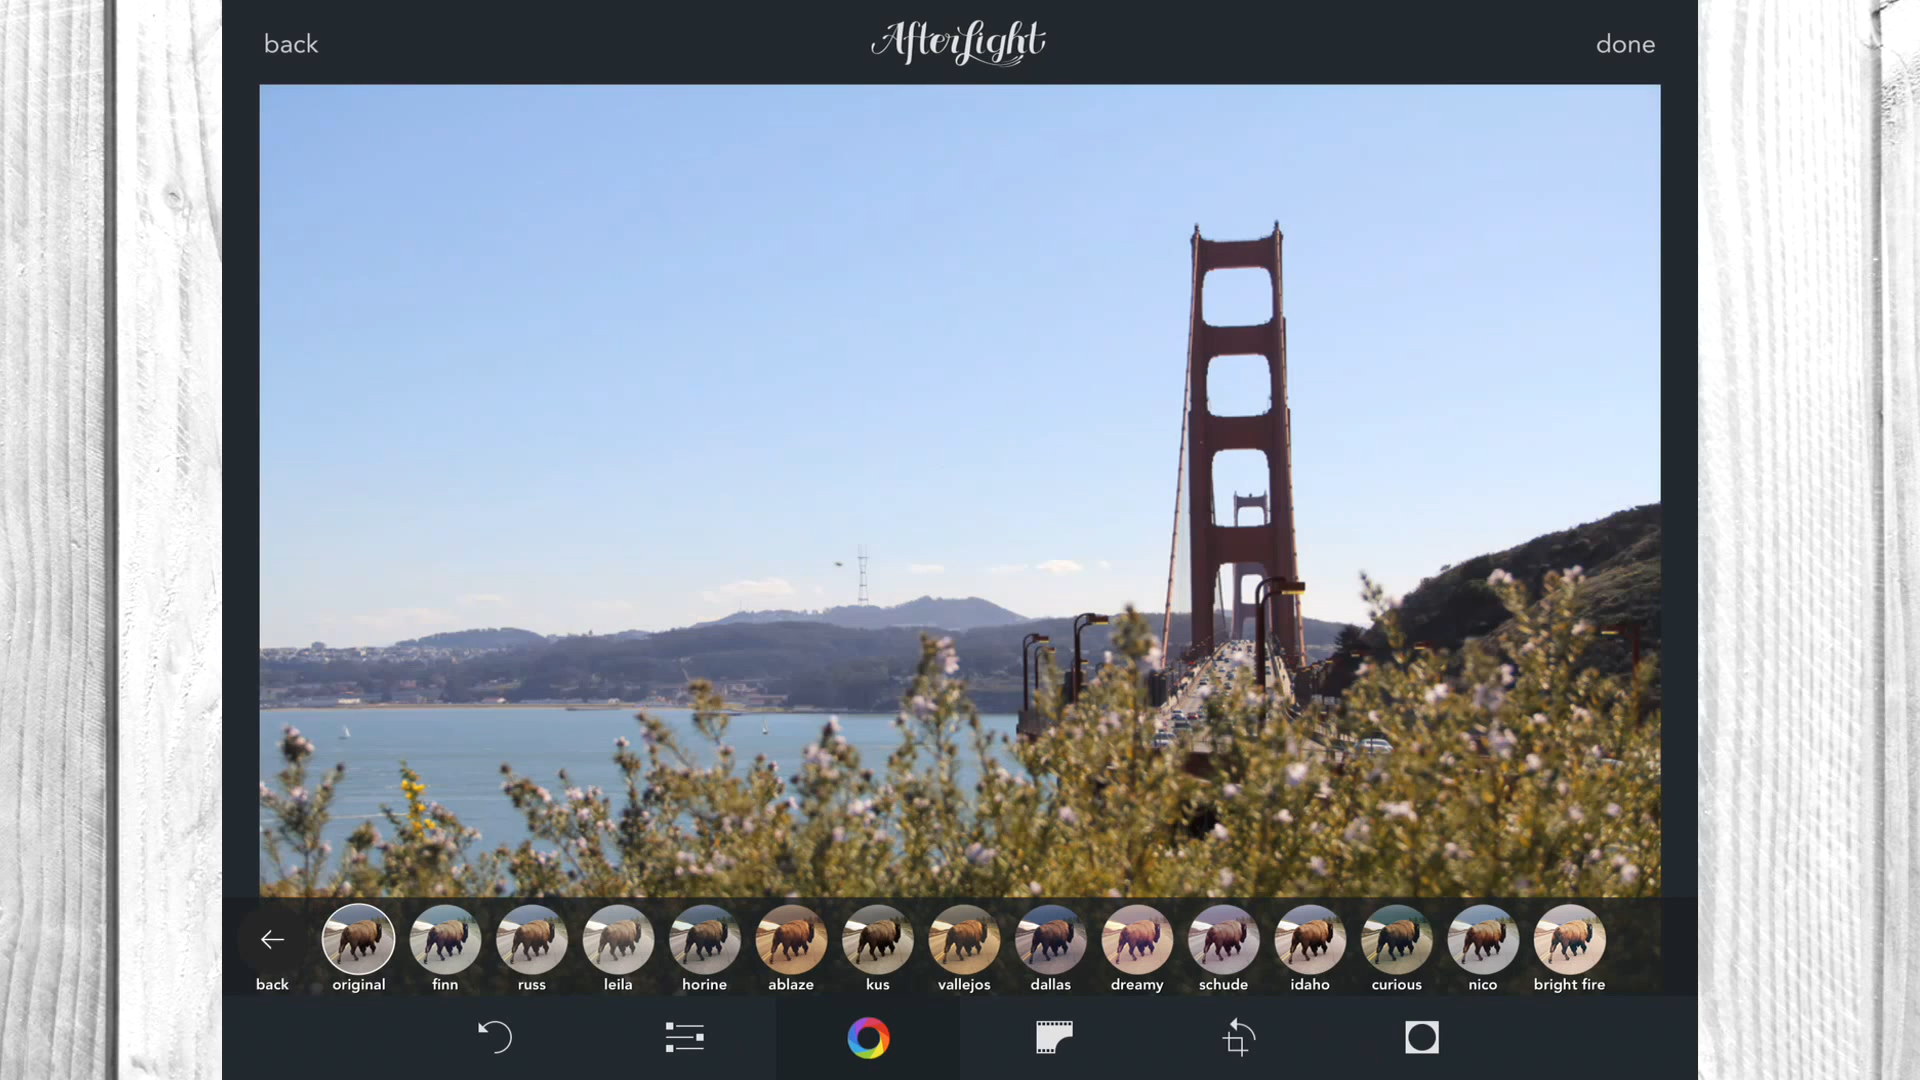 back
Afterlight
done
back
original
finn
russ
leila
horine
ablaze
kus
vallejos
dallas
dreamy
schude
idaho
curious
nico
bright fire